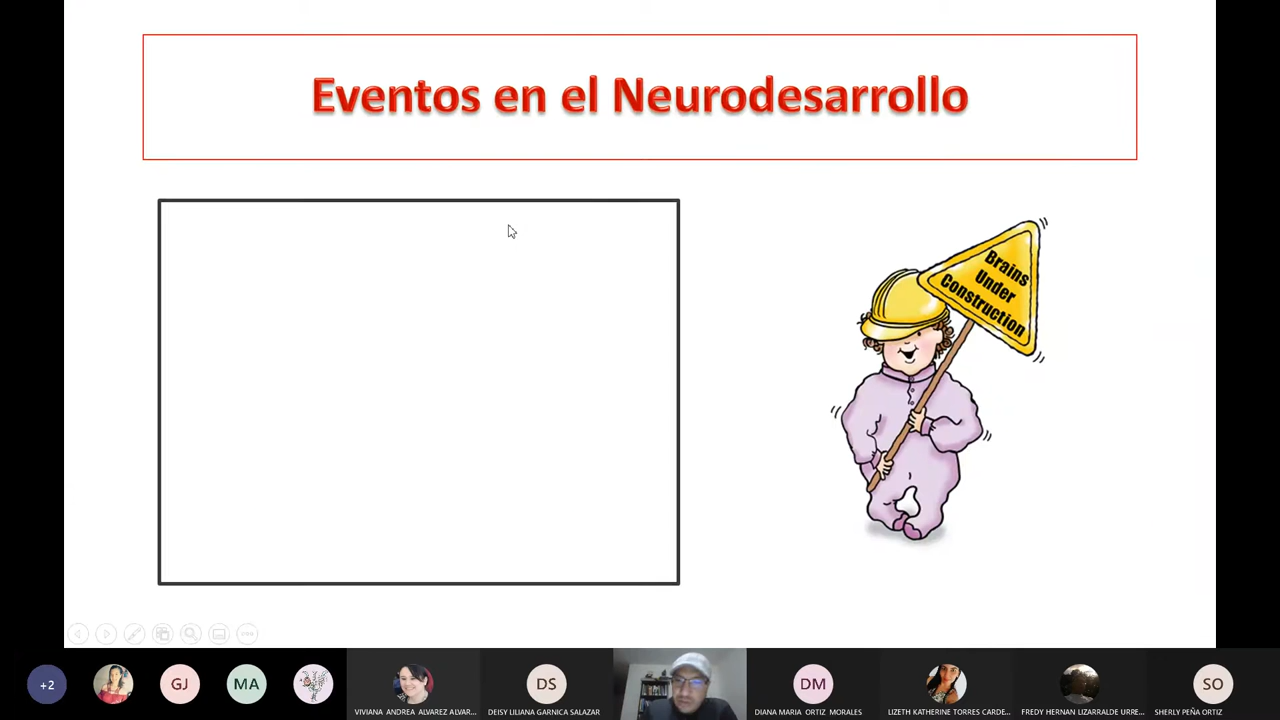 Eventos en el Neurodesarrollo
Brains
Under
Construction
+2
GJ
MA
VIVIANA ANDREA ALVAREZ ALVAR...
DS
DEISY LILIANA GARNICA SALAZAR
DM
DIANA MARIA ORTIZ MORALES
LIZETH KATHERINE TORRES CARDE...
FREDY HERNAN LIZARRALDE URRE...
SO
SHERLY PEÑA ORTIZ